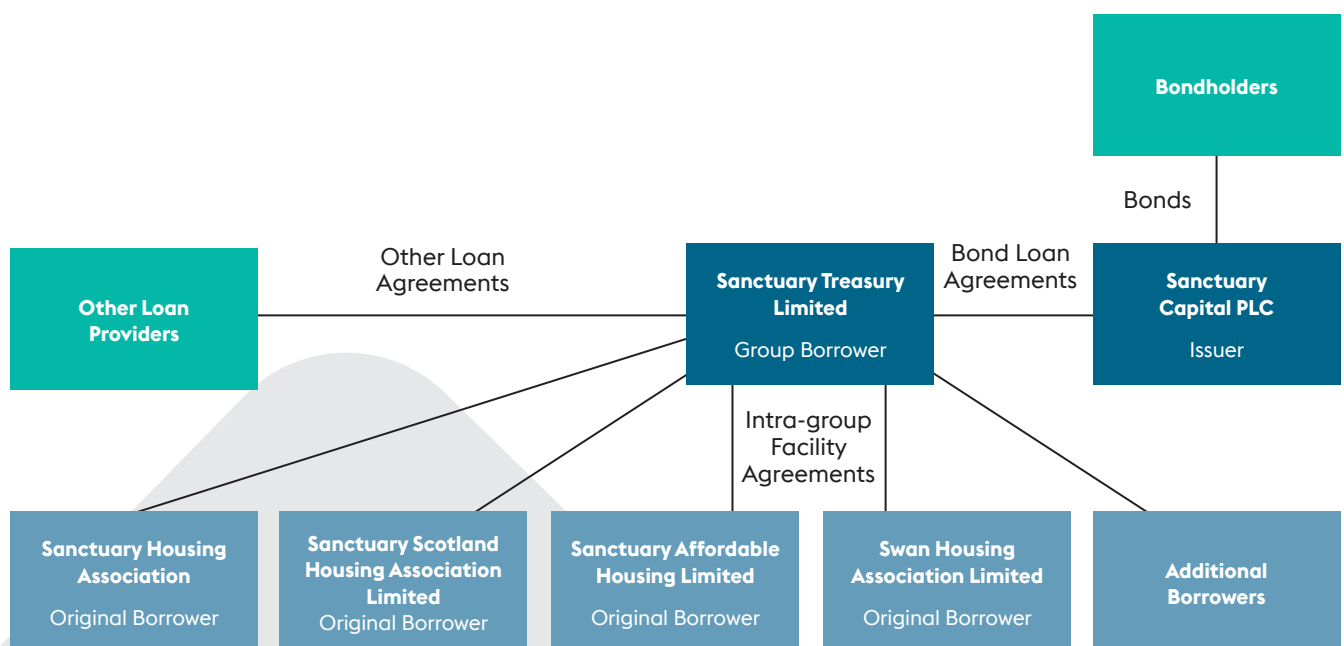 Bondholders
Bonds
Other Loan
Providers
Other Loan
Agreements
Sanctuary Treasury
Limited
Group Borrower
Bond Loan
Agreements
Sanctuary
Capital PLC
Issuer
Intra-group
Facility
Agreements
Sanctuary Housing
Association
Original Borrower
Sanctuary Scotland
Housing Association
Limited
Original Borrower
Sanctuary Affordable
Housing Limited
Original Borrower
Swan Housing
Association Limited
Original Borrower
Additional
Borrowers